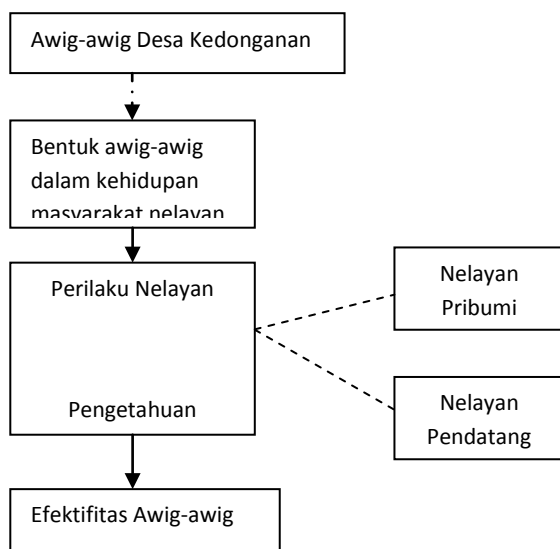 Awig-awig Desa Kedonganan
Bentuk awig-awig
dalam kehidupan
masyarakat nelayan
Perilaku Nelayan
Pengetahuan
Nelayan
Pribumi
Nelayan
Pendatang
Efektifitas Awig-awig